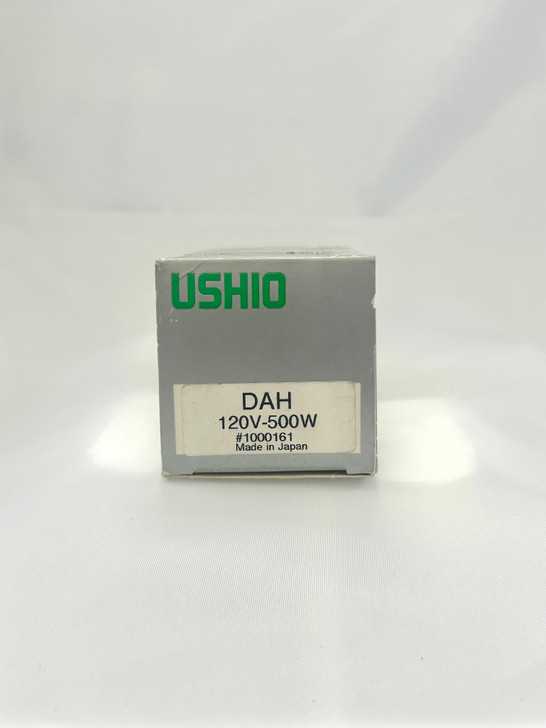 USHIO
DAH
120V-500W
#1000161
Made in Japan